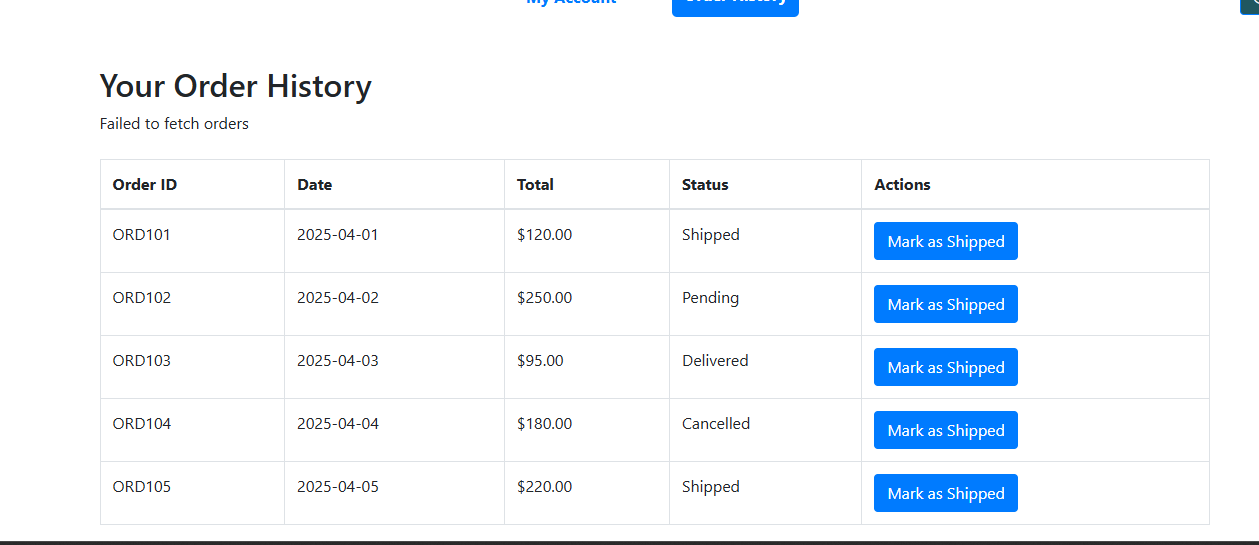 My Account Order History
Your Order History
Failed to fetch orders
Order ID Date Total Status Actions
ORD101 2025-04-01 $120.00 Shipped Mark as Shipped
ORD102 2025-04-02 $250.00 Pending Mark as Shipped
ORD103 2025-04-03 $95.00 Delivered Mark as Shipped
ORD104 2025-04-04 $180.00 Cancelled Mark as Shipped
ORD105 2025-04-05 $220.00 Shipped Mark as Shipped